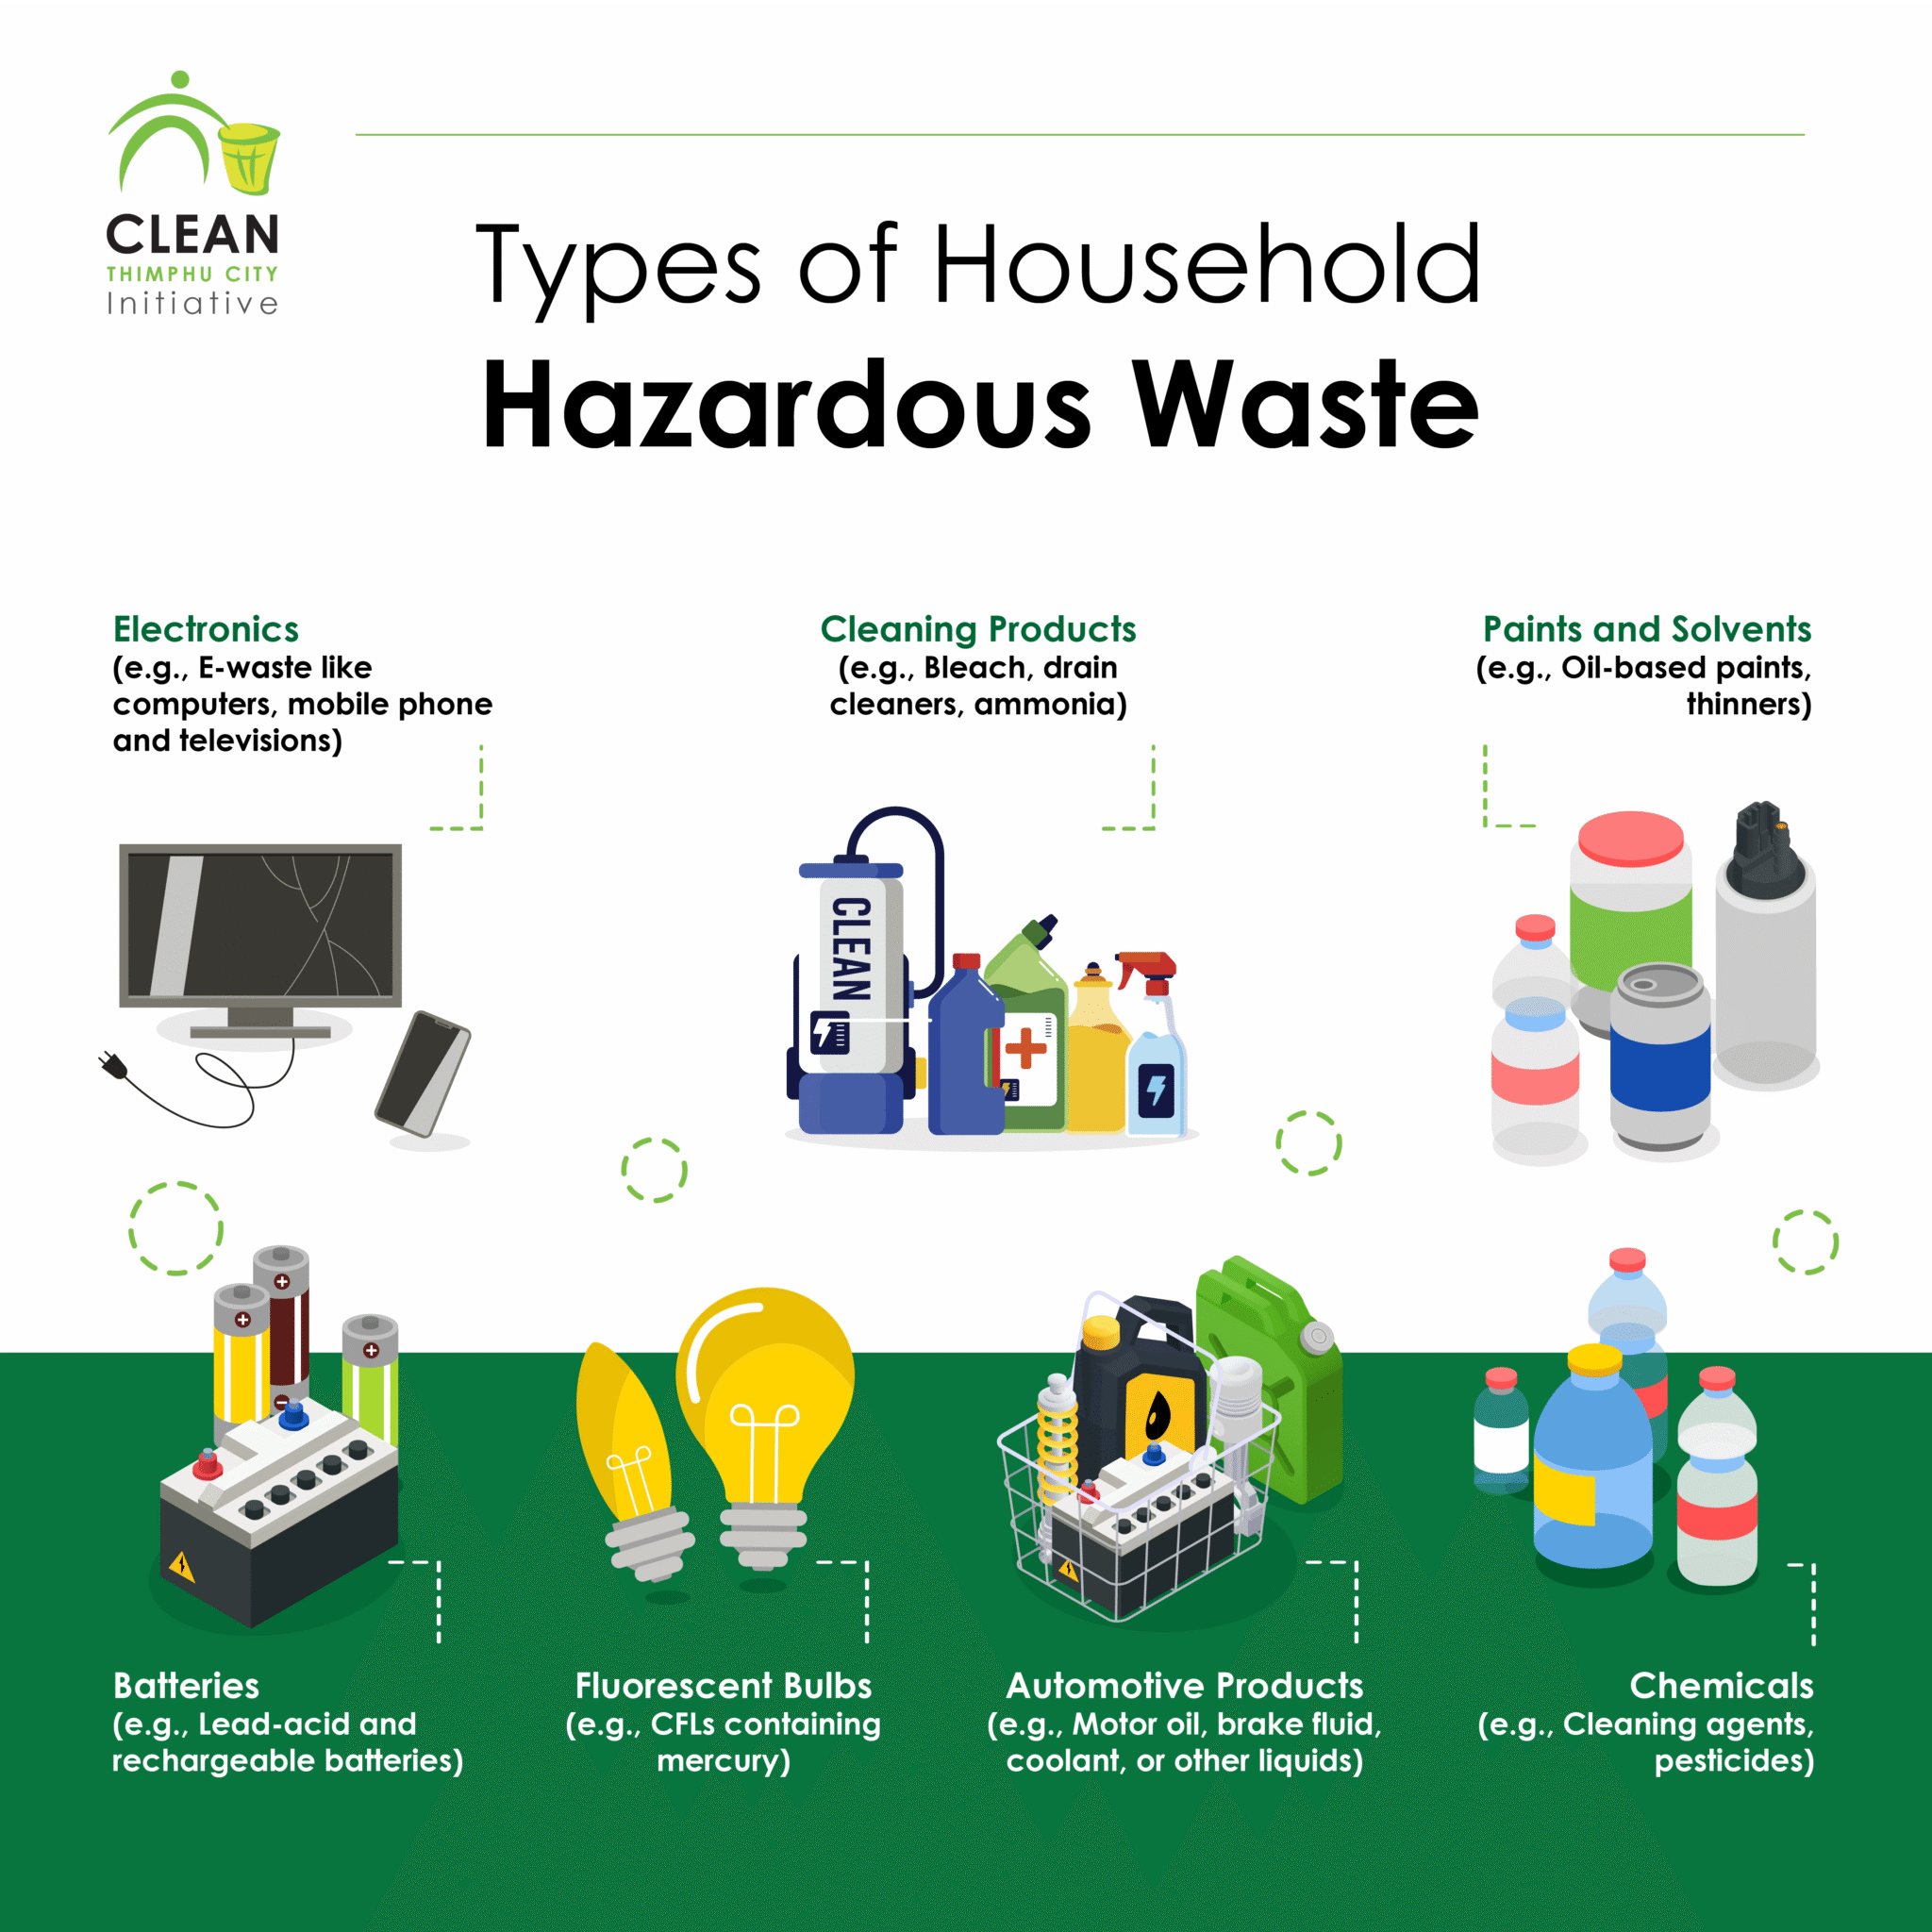 CLEAN
THIMPHU CITY
Initiative
Types of Household
Hazardous Waste
Electronics
(e.g., E-waste like
computers, mobile phone
and televisions)
Cleaning Products
(e.g., Bleach, drain
cleaners, ammonia)
Paints and Solvents
(e.g., Oil-based paints,
thinners)
CLEAN
Batteries
(e.g., Lead-acid and
rechargeable batteries)
Fluorescent Bulbs
(e.g., CFLs containing
mercury)
Automotive Products
(e.g., Motor oil, brake fluid,
coolant, or other liquids)
Chemicals
(e.g., Cleaning agents,
pesticides)